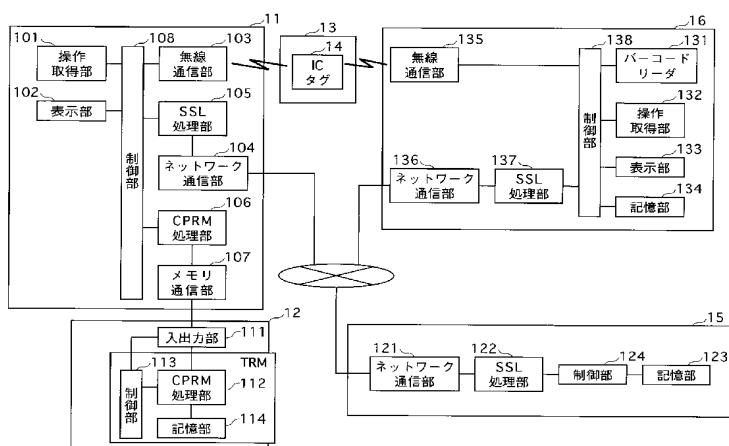 11
101
操作
取得部
108
103
無線
通信部
102
表示部
105
SSL
処理部
制御部
104
ネットワーク
通信部
106
CPRM
処理部
107
メモリ
通信部
13
14
IC
タグ
16
135
無線
通信部
138
131
バーコード
リーダ
132
操作
取得部
136
ネットワーク
通信部
137
SSL
処理部
制御部
133
表示部
134
記憶部
12
入出力部
111
TRM
113
制御部
CPRM
処理部
112
記憶部
114
15
121
ネットワーク
通信部
122
SSL
処理部
124
制御部
123
記憶部